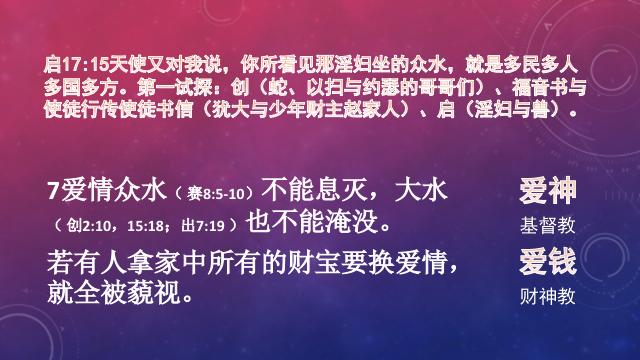 启17:15天使又对我说，你所看见那淫妇坐的众水，就是多民多人
多国多方。第一试探：创（蛇、以扫与约瑟的哥哥们）、福音书与
使徒行传使徒书信（犹大与少年财主赵家人）、启（淫妇与兽）。
7爱情众水（ 赛8:5-10）不能息灭，大水
（ 创2:10，15:18；出7:19 ）也不能淹没。
若有人拿家中所有的财宝要换爱情，
就全被藐视。
爱神
基督教
爱钱
财神教